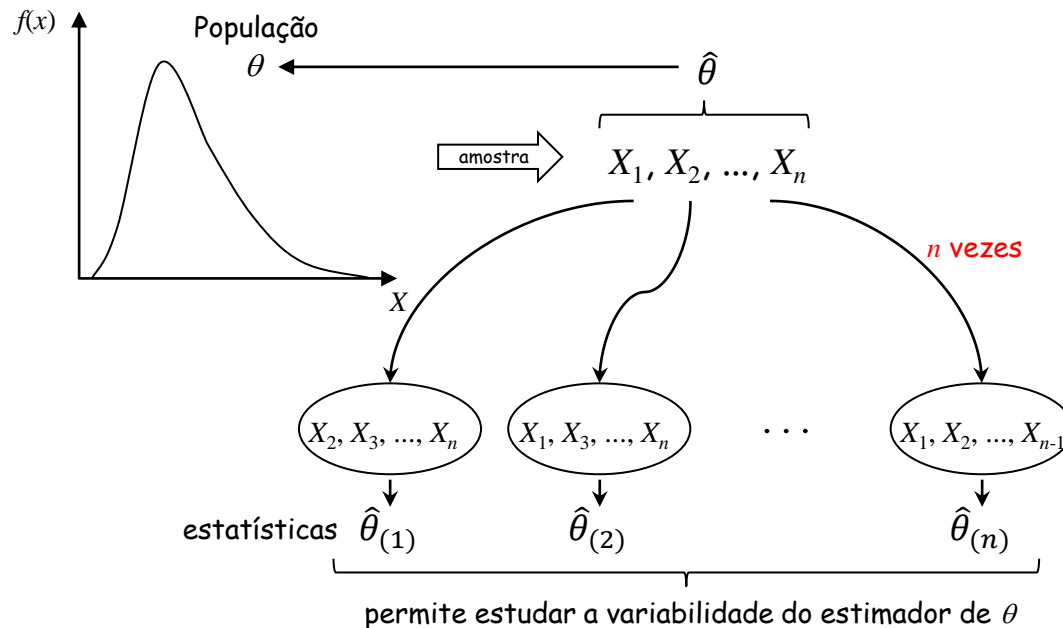 f(x)
População
θ
θ̂
amostra
X₁, X₂, ..., Xₙ
n vezes
X
X₂, X₃, ..., Xₙ
X₁, X₃, ..., Xₙ
. . .
X₁, X₂, ..., Xₙ₋₁
estatísticas θ̂₍₁₎ θ̂₍₂₎ θ̂₍ₙ₎
permite estudar a variabilidade do estimador de θ